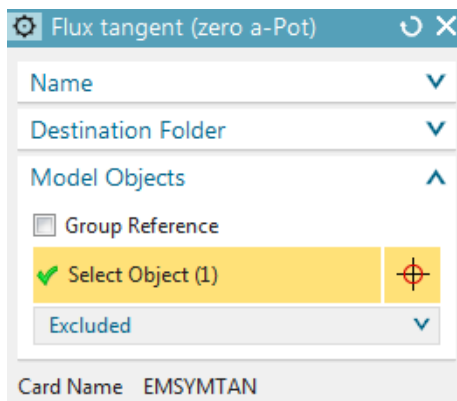 Flux tangent (zero a-Pot)
Name
Destination Folder
Model Objects
Group Reference
Select Object (1)
Excluded
Card Name EMSYMTAN